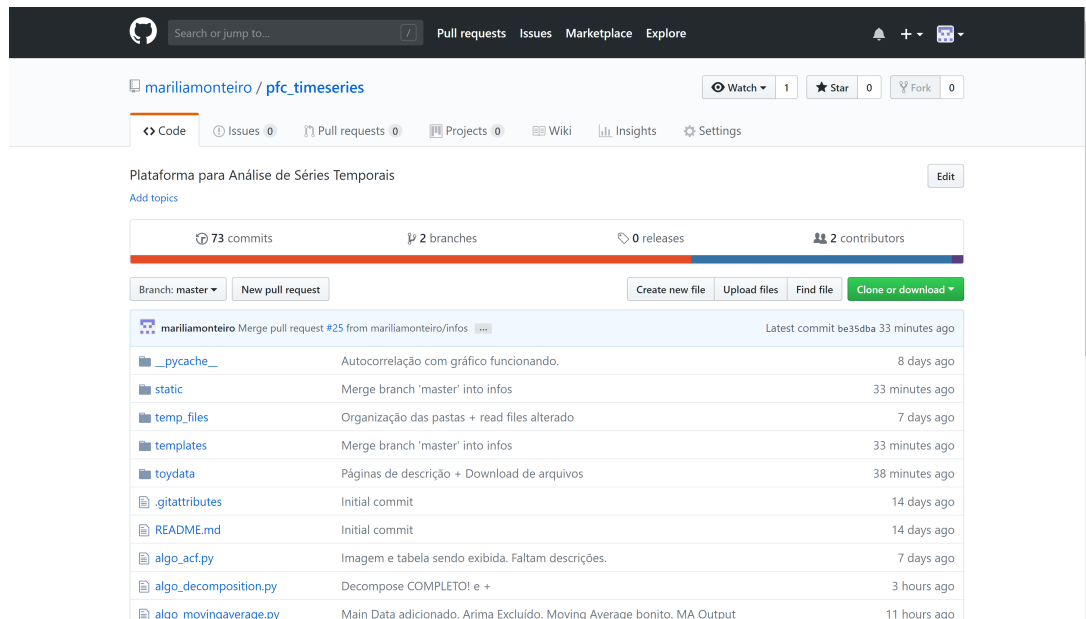 Search or jump to... / Pull requests Issues Marketplace Explore
mariliamonteiro / pfc_timeseries Watch 1 Star 0 Fork 0
Code Issues 0 Pull requests 0 Projects 0 Wiki Insights Settings
Plataforma para Análise de Séries Temporais Edit
Add topics
73 commits 2 branches 0 releases 2 contributors
Branch: master New pull request Create new file Upload files Find file Clone or download
mariliamonteiro Merge pull request #25 from mariliamonteiro/infos ... Latest commit be35dba 33 minutes ago
__pycache__ Autocorrelação com gráfico funcionando. 8 days ago
static Merge branch 'master' into infos 33 minutes ago
temp_files Organização das pastas + read files alterado 7 days ago
templates Merge branch 'master' into infos 33 minutes ago
toydata Páginas de descrição + Download de arquivos 38 minutes ago
.gitattributes Initial commit 14 days ago
README.md Initial commit 14 days ago
algo_acf.py Imagem e tabela sendo exibida. Faltam descrições. 7 days ago
algo_decomposition.py Decompose COMPLETO! e + 3 hours ago
algo_movingaverage.py Main Data adicionado. Arima Excluído. Moving Average bonito. MA Output 11 hours ago